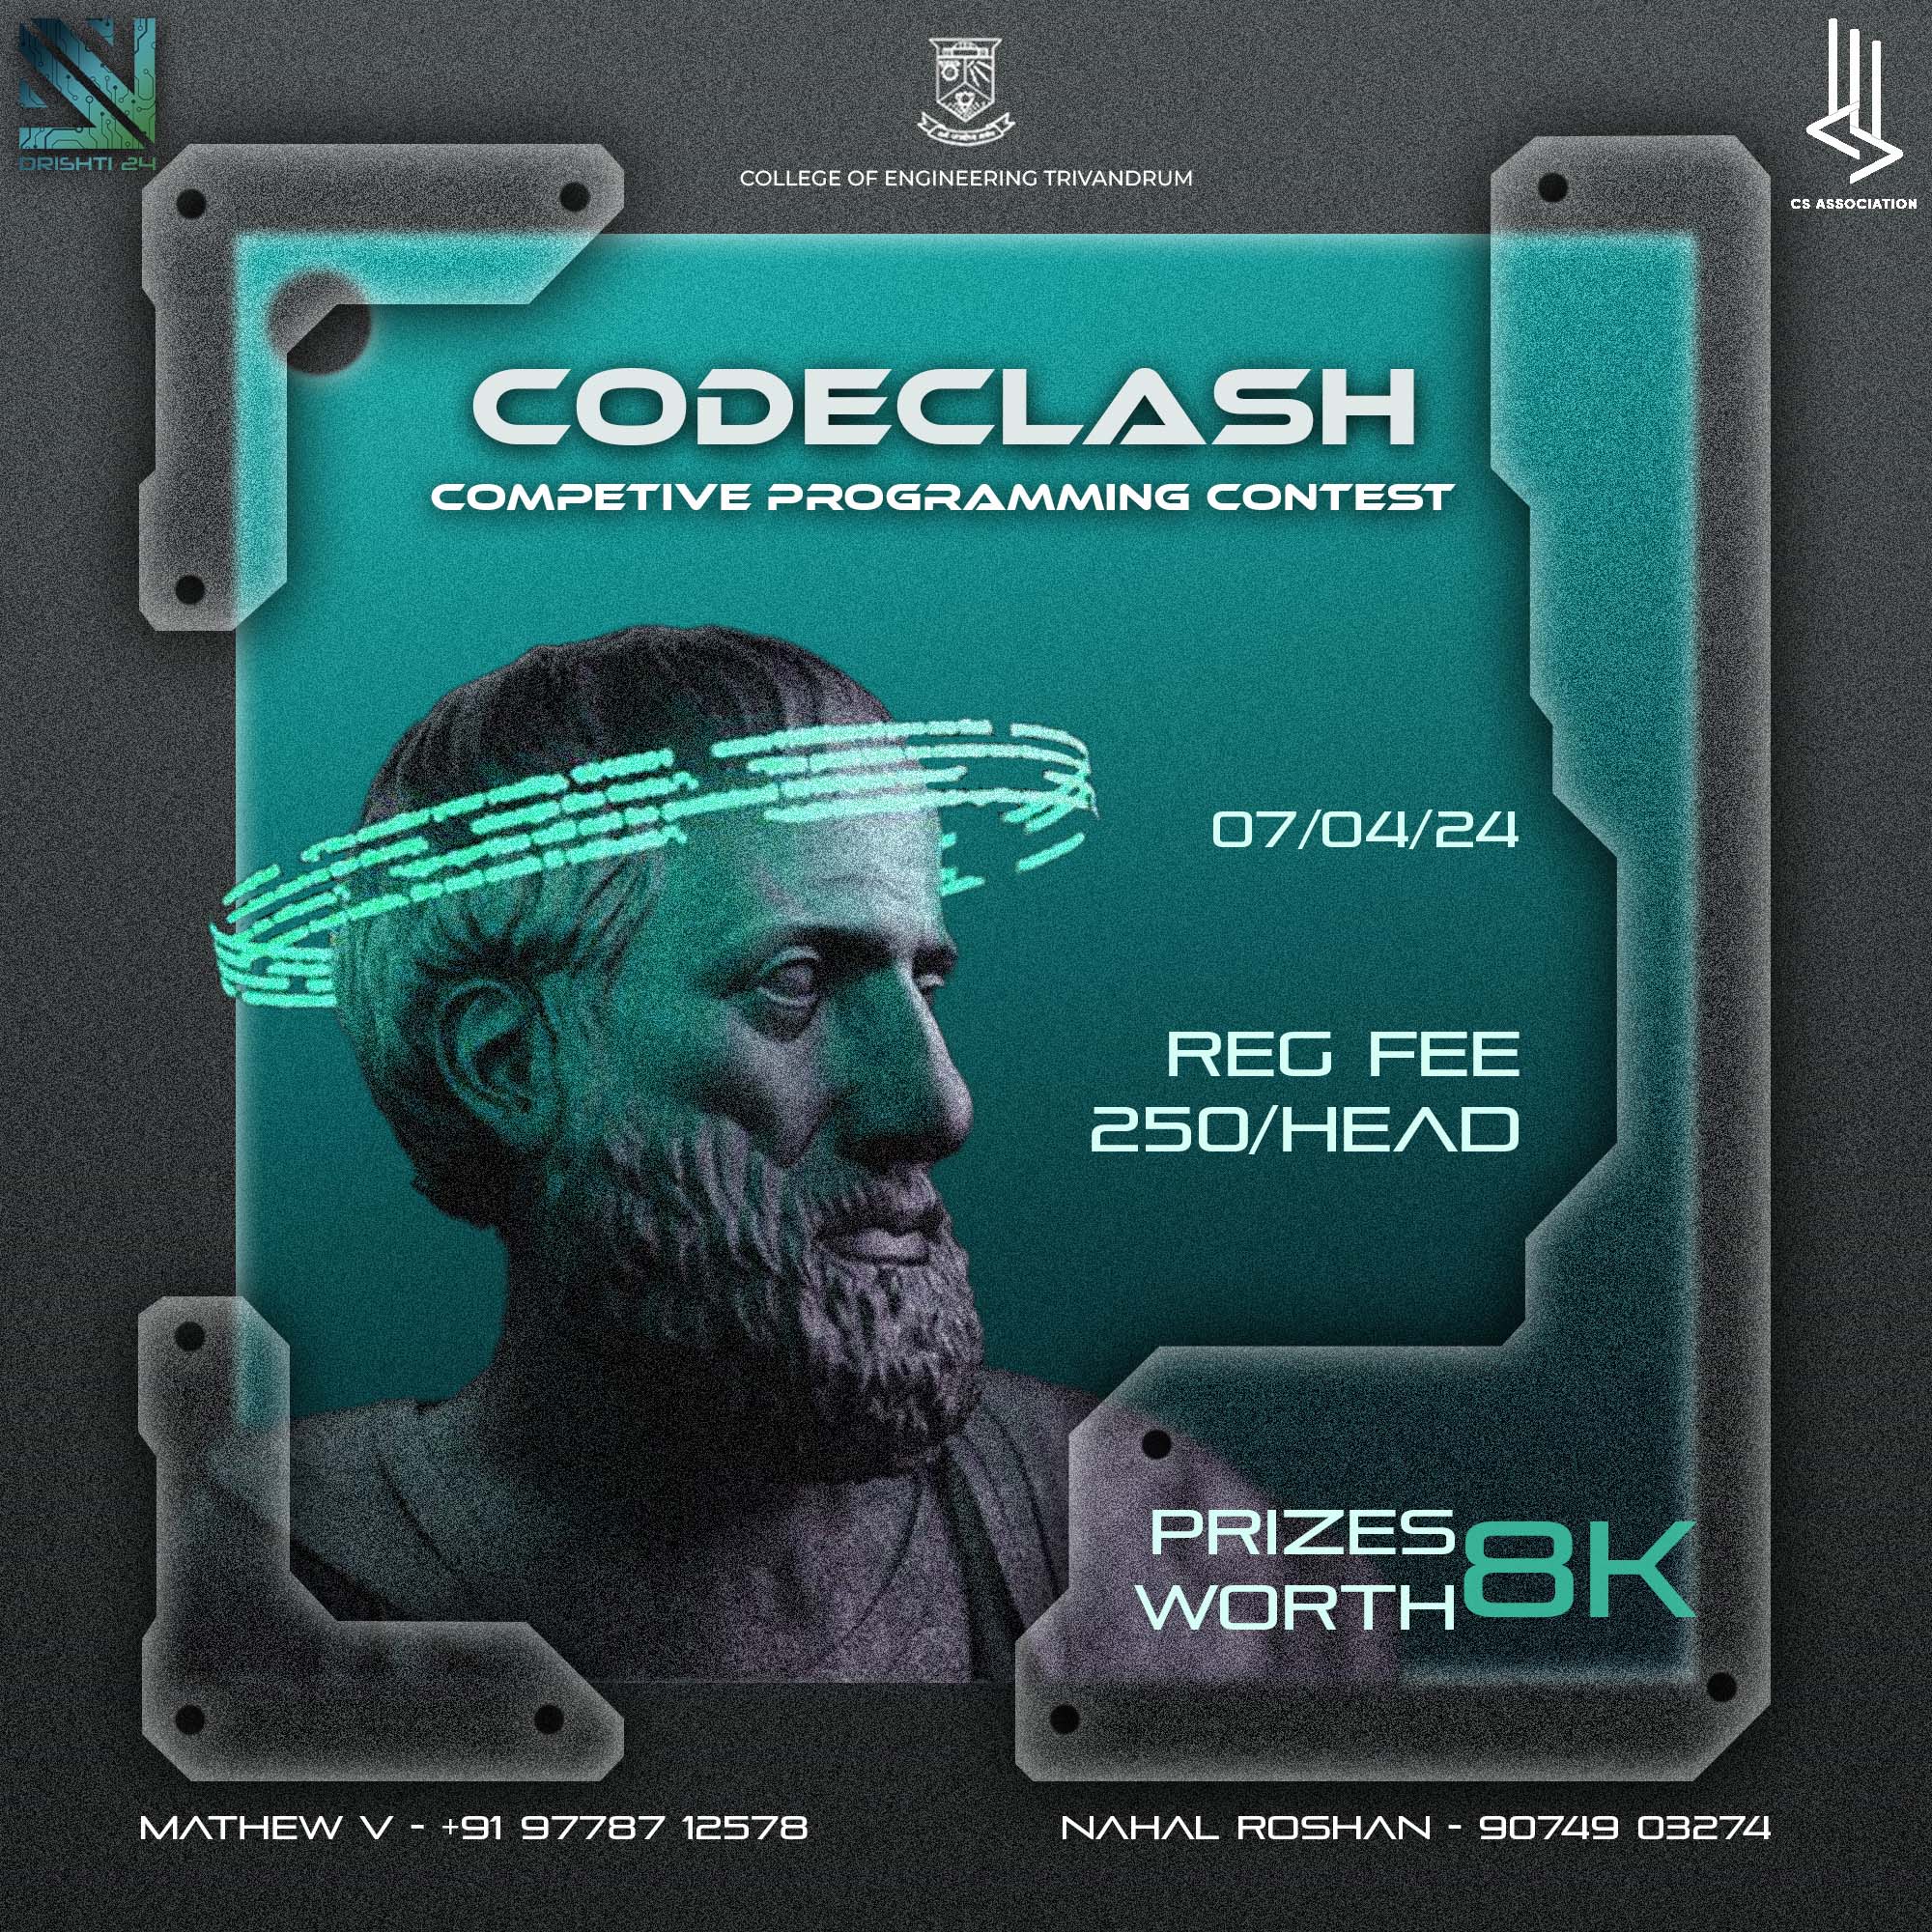 DRISHTI 24
COLLEGE OF ENGINEERING TRIVANDRUM
CS ASSOCIATION
CODECLASH
COMPETIVE PROGRAMMING CONTEST
07/04/24
REG FEE
250/HEAD
PRIZES
WORTH
8K
MATHEW V - +91 97787 12578
NAHAL ROSHAN - 90749 03274